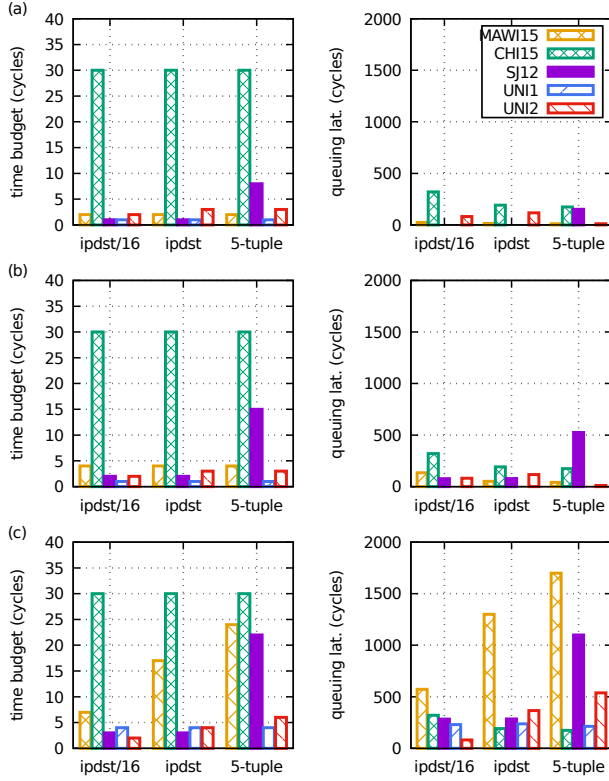 (a)
time budget (cycles)
40
35
30
25
20
15
10
5
0
ipdst/16 ipdst 5-tuple
queuing lat. (cycles)
2000
1500
1000
500
0
ipdst/16 ipdst 5-tuple
MAWI15
CHI15
SJ12
UNI1
UNI2
(b)
time budget (cycles)
40
35
30
25
20
15
10
5
0
ipdst/16 ipdst 5-tuple
queuing lat. (cycles)
2000
1500
1000
500
0
ipdst/16 ipdst 5-tuple
(c)
time budget (cycles)
40
35
30
25
20
15
10
5
0
ipdst/16 ipdst 5-tuple
queuing lat. (cycles)
2000
1500
1000
500
0
ipdst/16 ipdst 5-tuple